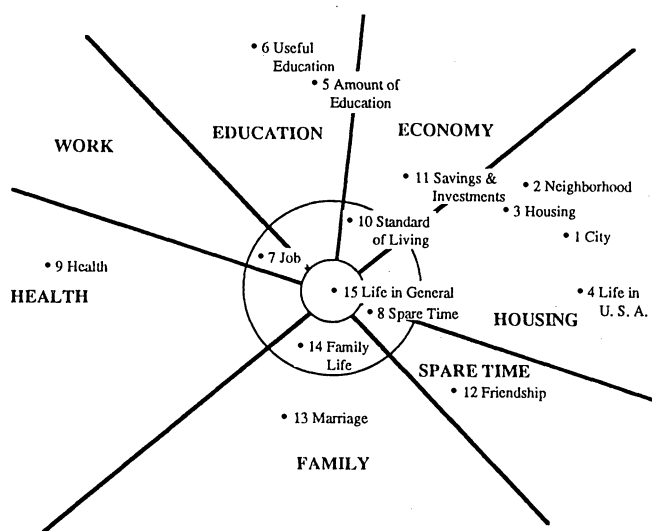 • 6 Useful
Education
• 5 Amount of
Education
EDUCATION
ECONOMY
WORK
• 11 Savings &
Investments
• 2 Neighborhood
• 3 Housing
• 10 Standard
of Living
• 1 City
• 7 Job
• 9 Health
HEALTH
• 15 Life in General
• 4 Life in
U. S. A.
• 8 Spare Time
HOUSING
• 14 Family
Life
SPARE TIME
• 12 Friendship
• 13 Marriage
FAMILY